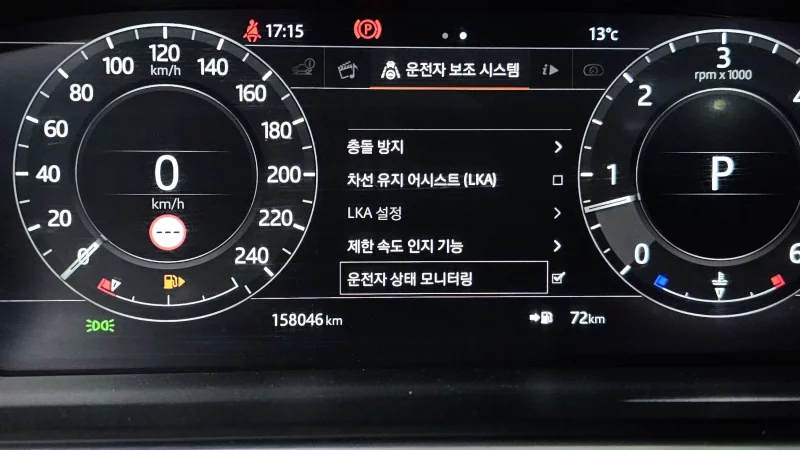 17:15
13°c
운전자 보조 시스템
i
20
40
60
80
100
120
140
160
180
200
220
240
km/h
0
km/h
---
0
충돌 방지
차선 유지 어시스트 (LKA)
LKA 설정
제한 속도 인지 기능
운전자 상태 모니터링
0
1
2
3
4
6
rpm x 1000
P
158046 km
72km